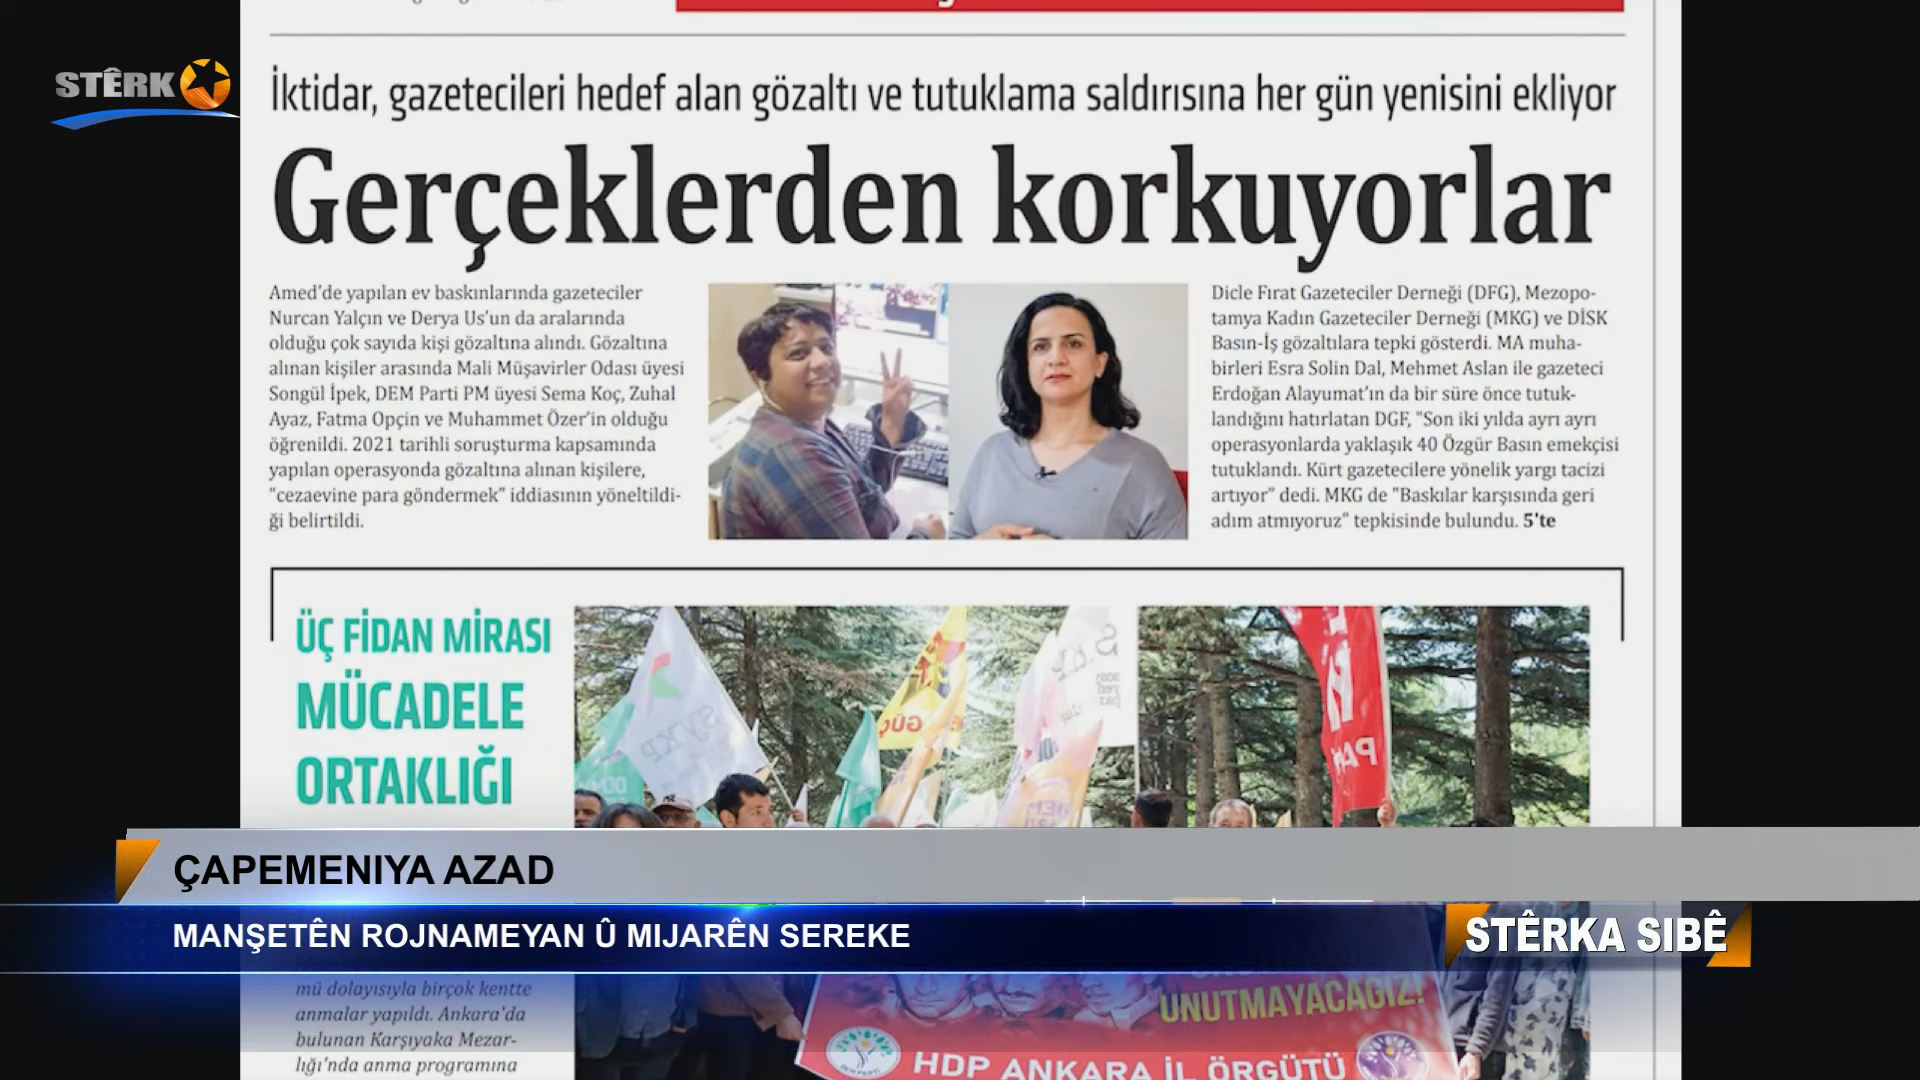 STÊRK
İktidar, gazetecileri hedef alan gözaltı ve tutuklama saldırısına her gün yenisini ekliyor
Gerçeklerden korkuyorlar
Amed'de yapılan ev baskınlarında gazeteciler
Nurcan Yalçın ve Derya Us'un da aralarında
olduğu çok sayıda kişi gözaltına alındı. Gözaltına
alınan kişiler arasında Mali Müşavirler Odası üyesi
Songül İpek, DEM Parti PM üyesi Sema Koç, Zuhal
Ayaz, Fatma Opçin ve Muhammet Özer'in olduğu
öğrenildi. 2021 tarihli soruşturma kapsamında
yapılan operasyonda gözaltına alınan kişilere,
"cezaevine para göndermek" iddiasının yöneltildi-
ği belirtildi.
Dicle Fırat Gazeteciler Derneği (DFG), Mezopo-
tamya Kadın Gazeteciler Derneği (MKG) ve DİSK
Basın-İş gözaltılara tepki gösterdi. MA muha-
birleri Esra Solin Dal, Mehmet Aslan ile gazeteci
Erdoğan Alayumat'ın da bir süre önce tutuk-
landığını hatırlatan DGF, "Son iki yılda ayrı ayrı
operasyonlarda yaklaşık 40 Özgür Basın emekçisi
tutuklandı. Kürt gazetecilere yönelik yargı tacizi
artıyor" dedi. MKG de "Baskılar karşısında geri
adım atmıyoruz" tepkisinde bulundu. 5'te
ÜÇ FİDAN MİRASI
MÜCADELE
ORTAKLIĞI
SYKP
GÜÇ
DEM
ÇAPEMENIYA AZAD
MANŞETÊN ROJNAMEYAN Û MIJARÊN SEREKE
STÊRKA SIBÊ
mü dolayısıyla birçok kentte
anmalar yapıldı. Ankara'da
bulunan Karşıyaka Mezar-
lığı'nda anma programına
UNUTMAYACAĞIZ!
HDP ANKARA İL ÖRGÜTÜ